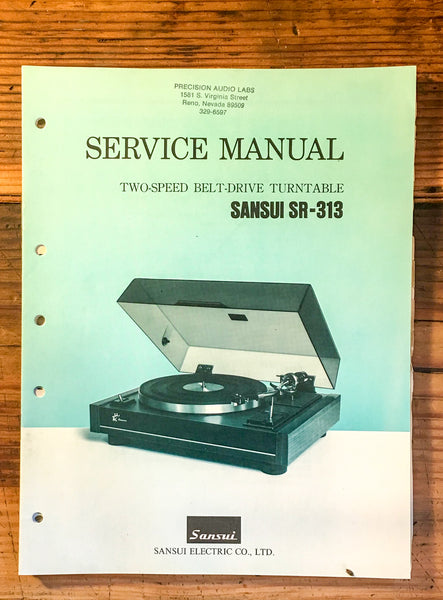 PRECISION AUDIO LABS
1581 S. Virginia Street
Reno, Nevada 89509
329-6597
SERVICE MANUAL
TWO-SPEED BELT-DRIVE TURNTABLE
SANSUI SR-313
Sansui
SANSUI ELECTRIC CO., LTD.